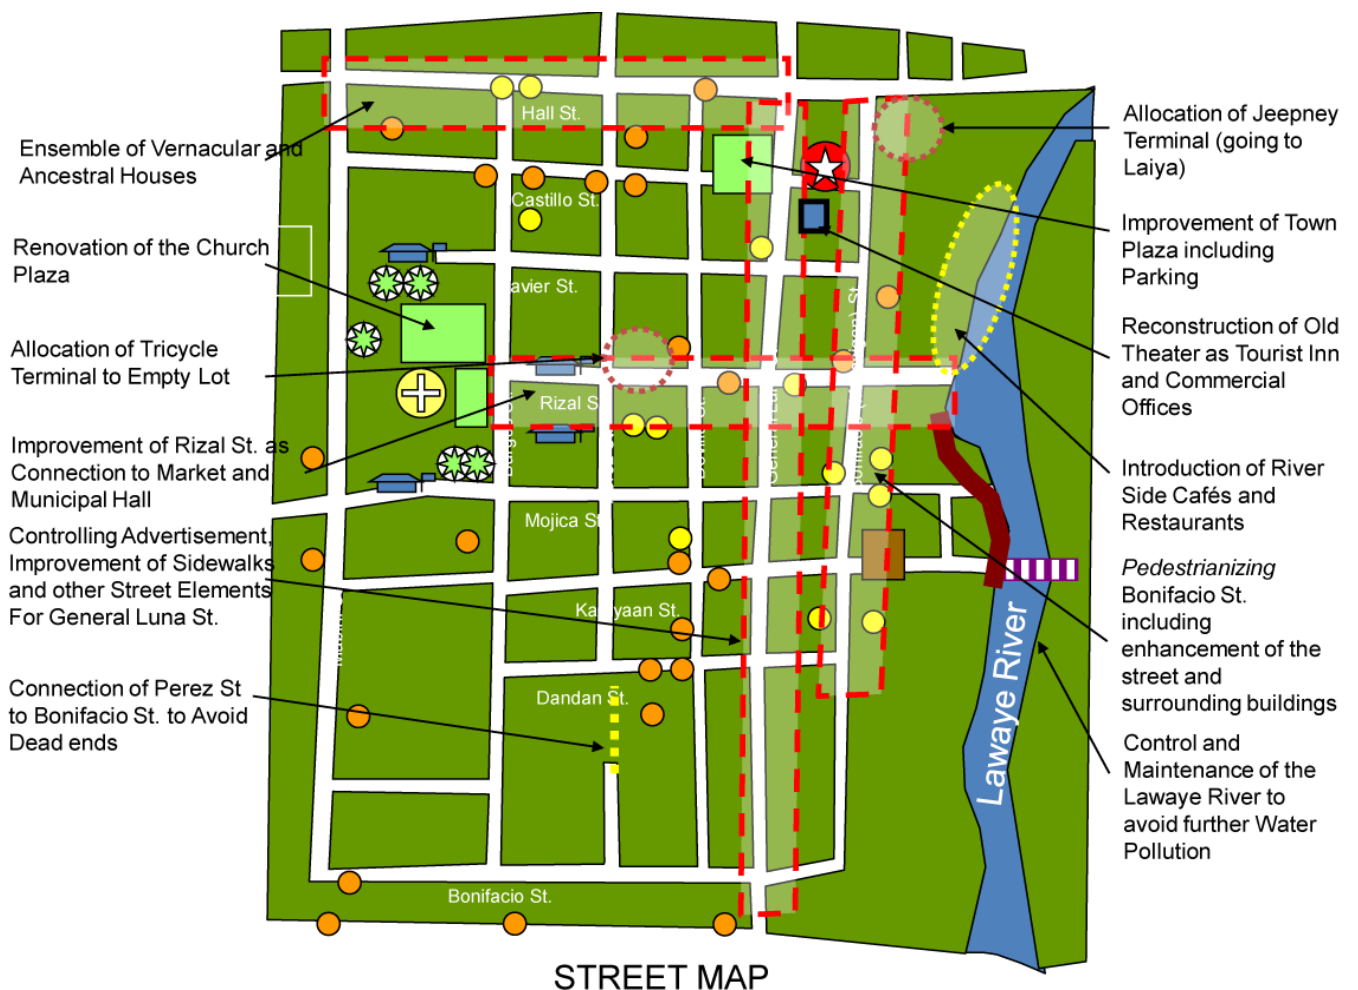 Ensemble of Vernacular and
Ancestral Houses
Renovation of the Church
Plaza
Allocation of Tricycle
Terminal to Empty Lot
Improvement of Rizal St. as
Connection to Market and
Municipal Hall
Controlling Advertisement,
Improvement of Sidewalks
and other Street Elements
For General Luna St.
Connection of Perez St
to Bonifacio St. to Avoid
Dead ends
Hall St.
Castillo St.
avier St.
Rizal S
Mojica St
St.
Dandan St.
Bonifacio St.
Lawaye River
Allocation of Jeepney
Terminal (going to
Laiya)
Improvement of Town
Plaza including
Parking
Reconstruction of Old
Theater as Tourist Inn
and Commercial
Offices
Introduction of River
Side Cafés and
Restaurants
Pedestrianizing
Bonifacio St.
including
enhancement of the
street and
surrounding buildings
Control and
Maintenance of the
Lawaye River to
avoid further Water
Pollution
STREET MAP